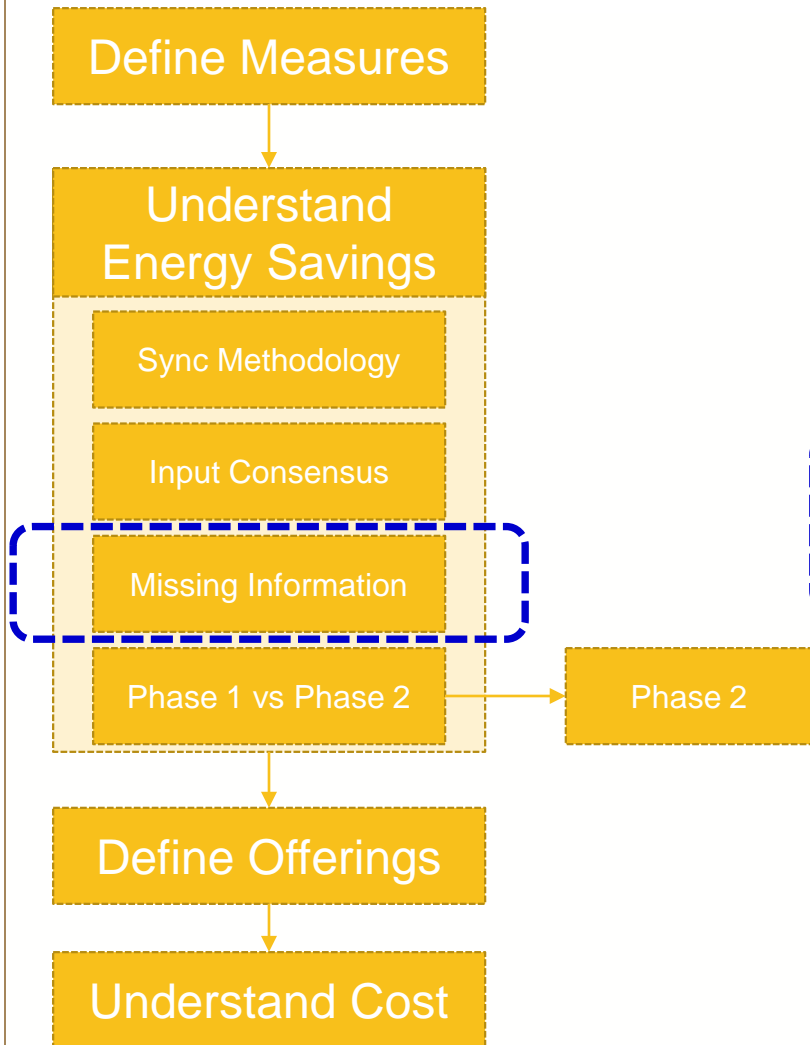 Define Measures
Understand
Energy Savings
Sync Methodology
Input Consensus
Missing Information
Phase 1 vs Phase 2
Phase 2
Define Offerings
Understand Cost